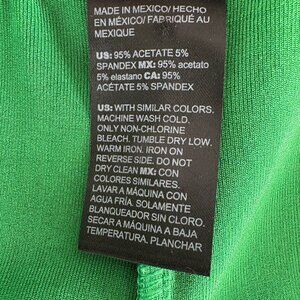 MADE IN MEXICO/ HECHO
EN MÉXICO/ FABRIQUÉ AU
MEXIQUE
US: 95% ACETATE 5%
SPANDEX MX: 95% acetato
5% elastano CA: 95%
ACÉTATE 5% SPANDEX
US: WITH SIMILAR COLORS.
MACHINE WASH COLD.
ONLY NON-CHLORINE
BLEACH. TUMBLE DRY LOW.
WARM IRON. IRON ON
REVERSE SIDE. DO NOT
DRY CLEAN MX: CON
COLORES SIMILARES.
LAVAR A MÁQUINA CON
AGUA FRÍA. SOLAMENTE
BLANQUEADOR SIN CLORO.
SECAR A MÁQUINA A BAJA
TEMPERATURA. PLANCHAR